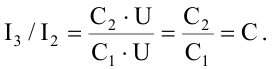 I₃ / I₂ = (C₂ · U) / (C₁ · U) = C₂ / C₁ = C .